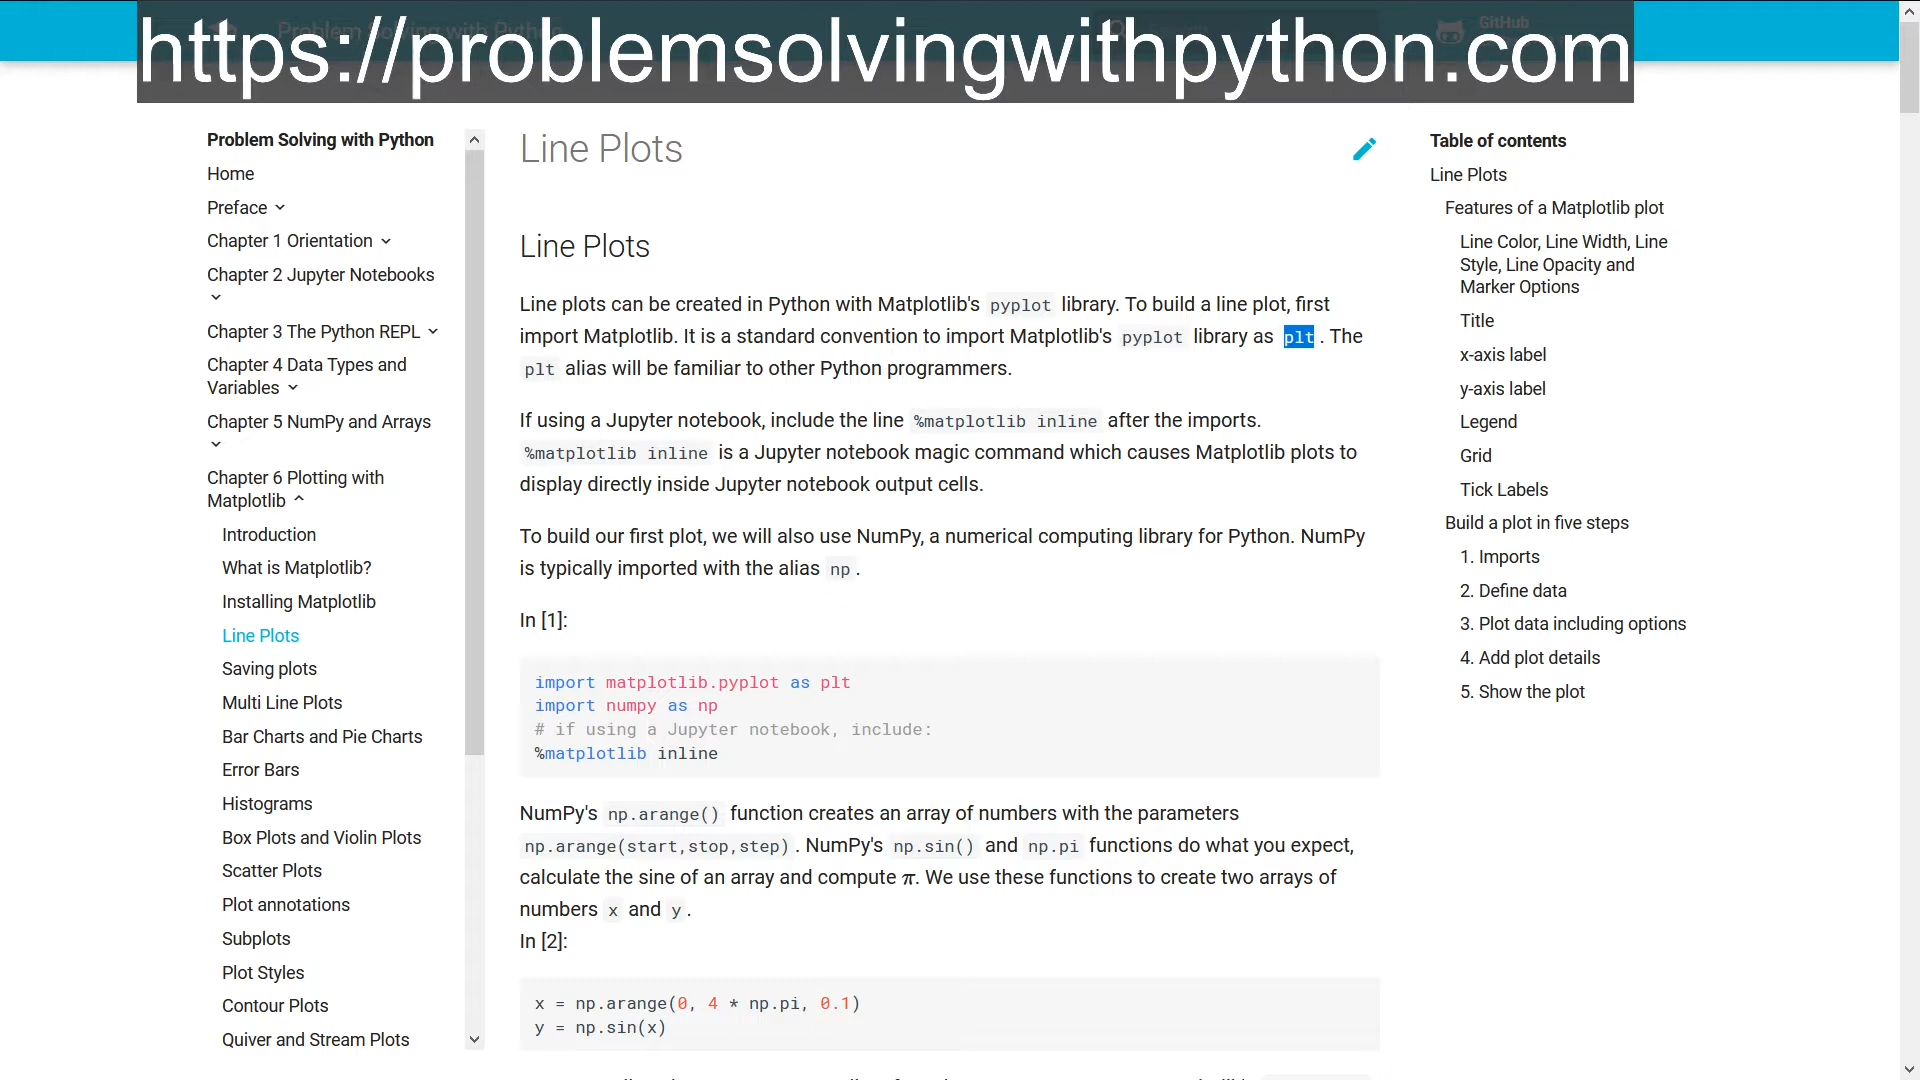 Problem Solving with Python
GitHub
https://problemsolvingwithpython.com
Problem Solving with Python
Home
Preface
Chapter 1 Orientation
Chapter 2 Jupyter Notebooks
Chapter 3 The Python REPL
Chapter 4 Data Types and
Variables
Chapter 5 NumPy and Arrays
Chapter 6 Plotting with
Matplotlib
Introduction
What is Matplotlib?
Installing Matplotlib
Line Plots
Saving plots
Multi Line Plots
Bar Charts and Pie Charts
Error Bars
Histograms
Box Plots and Violin Plots
Scatter Plots
Plot annotations
Subplots
Plot Styles
Contour Plots
Quiver and Stream Plots
Line Plots
Line Plots
Line plots can be created in Python with Matplotlib's pyplot library. To build a line plot, first
import Matplotlib. It is a standard convention to import Matplotlib's pyplot library as plt. The
plt alias will be familiar to other Python programmers.
If using a Jupyter notebook, include the line %matplotlib inline after the imports.
%matplotlib inline is a Jupyter notebook magic command which causes Matplotlib plots to
display directly inside Jupyter notebook output cells.
To build our first plot, we will also use NumPy, a numerical computing library for Python. NumPy
is typically imported with the alias np.
In [1]:
import matplotlib.pyplot as plt
import numpy as np
# if using a Jupyter notebook, include:
%matplotlib inline
NumPy's np.arange() function creates an array of numbers with the parameters
np.arange(start,stop,step). NumPy's np.sin() and np.pi functions do what you expect,
calculate the sine of an array and compute π. We use these functions to create two arrays of
numbers x and y.
In [2]:
x = np.arange(0, 4 * np.pi, 0.1)
y = np.sin(x)
Table of contents
Line Plots
Features of a Matplotlib plot
Line Color, Line Width, Line
Style, Line Opacity and
Marker Options
Title
x-axis label
y-axis label
Legend
Grid
Tick Labels
Build a plot in five steps
1. Imports
2. Define data
3. Plot data including options
4. Add plot details
5. Show the plot